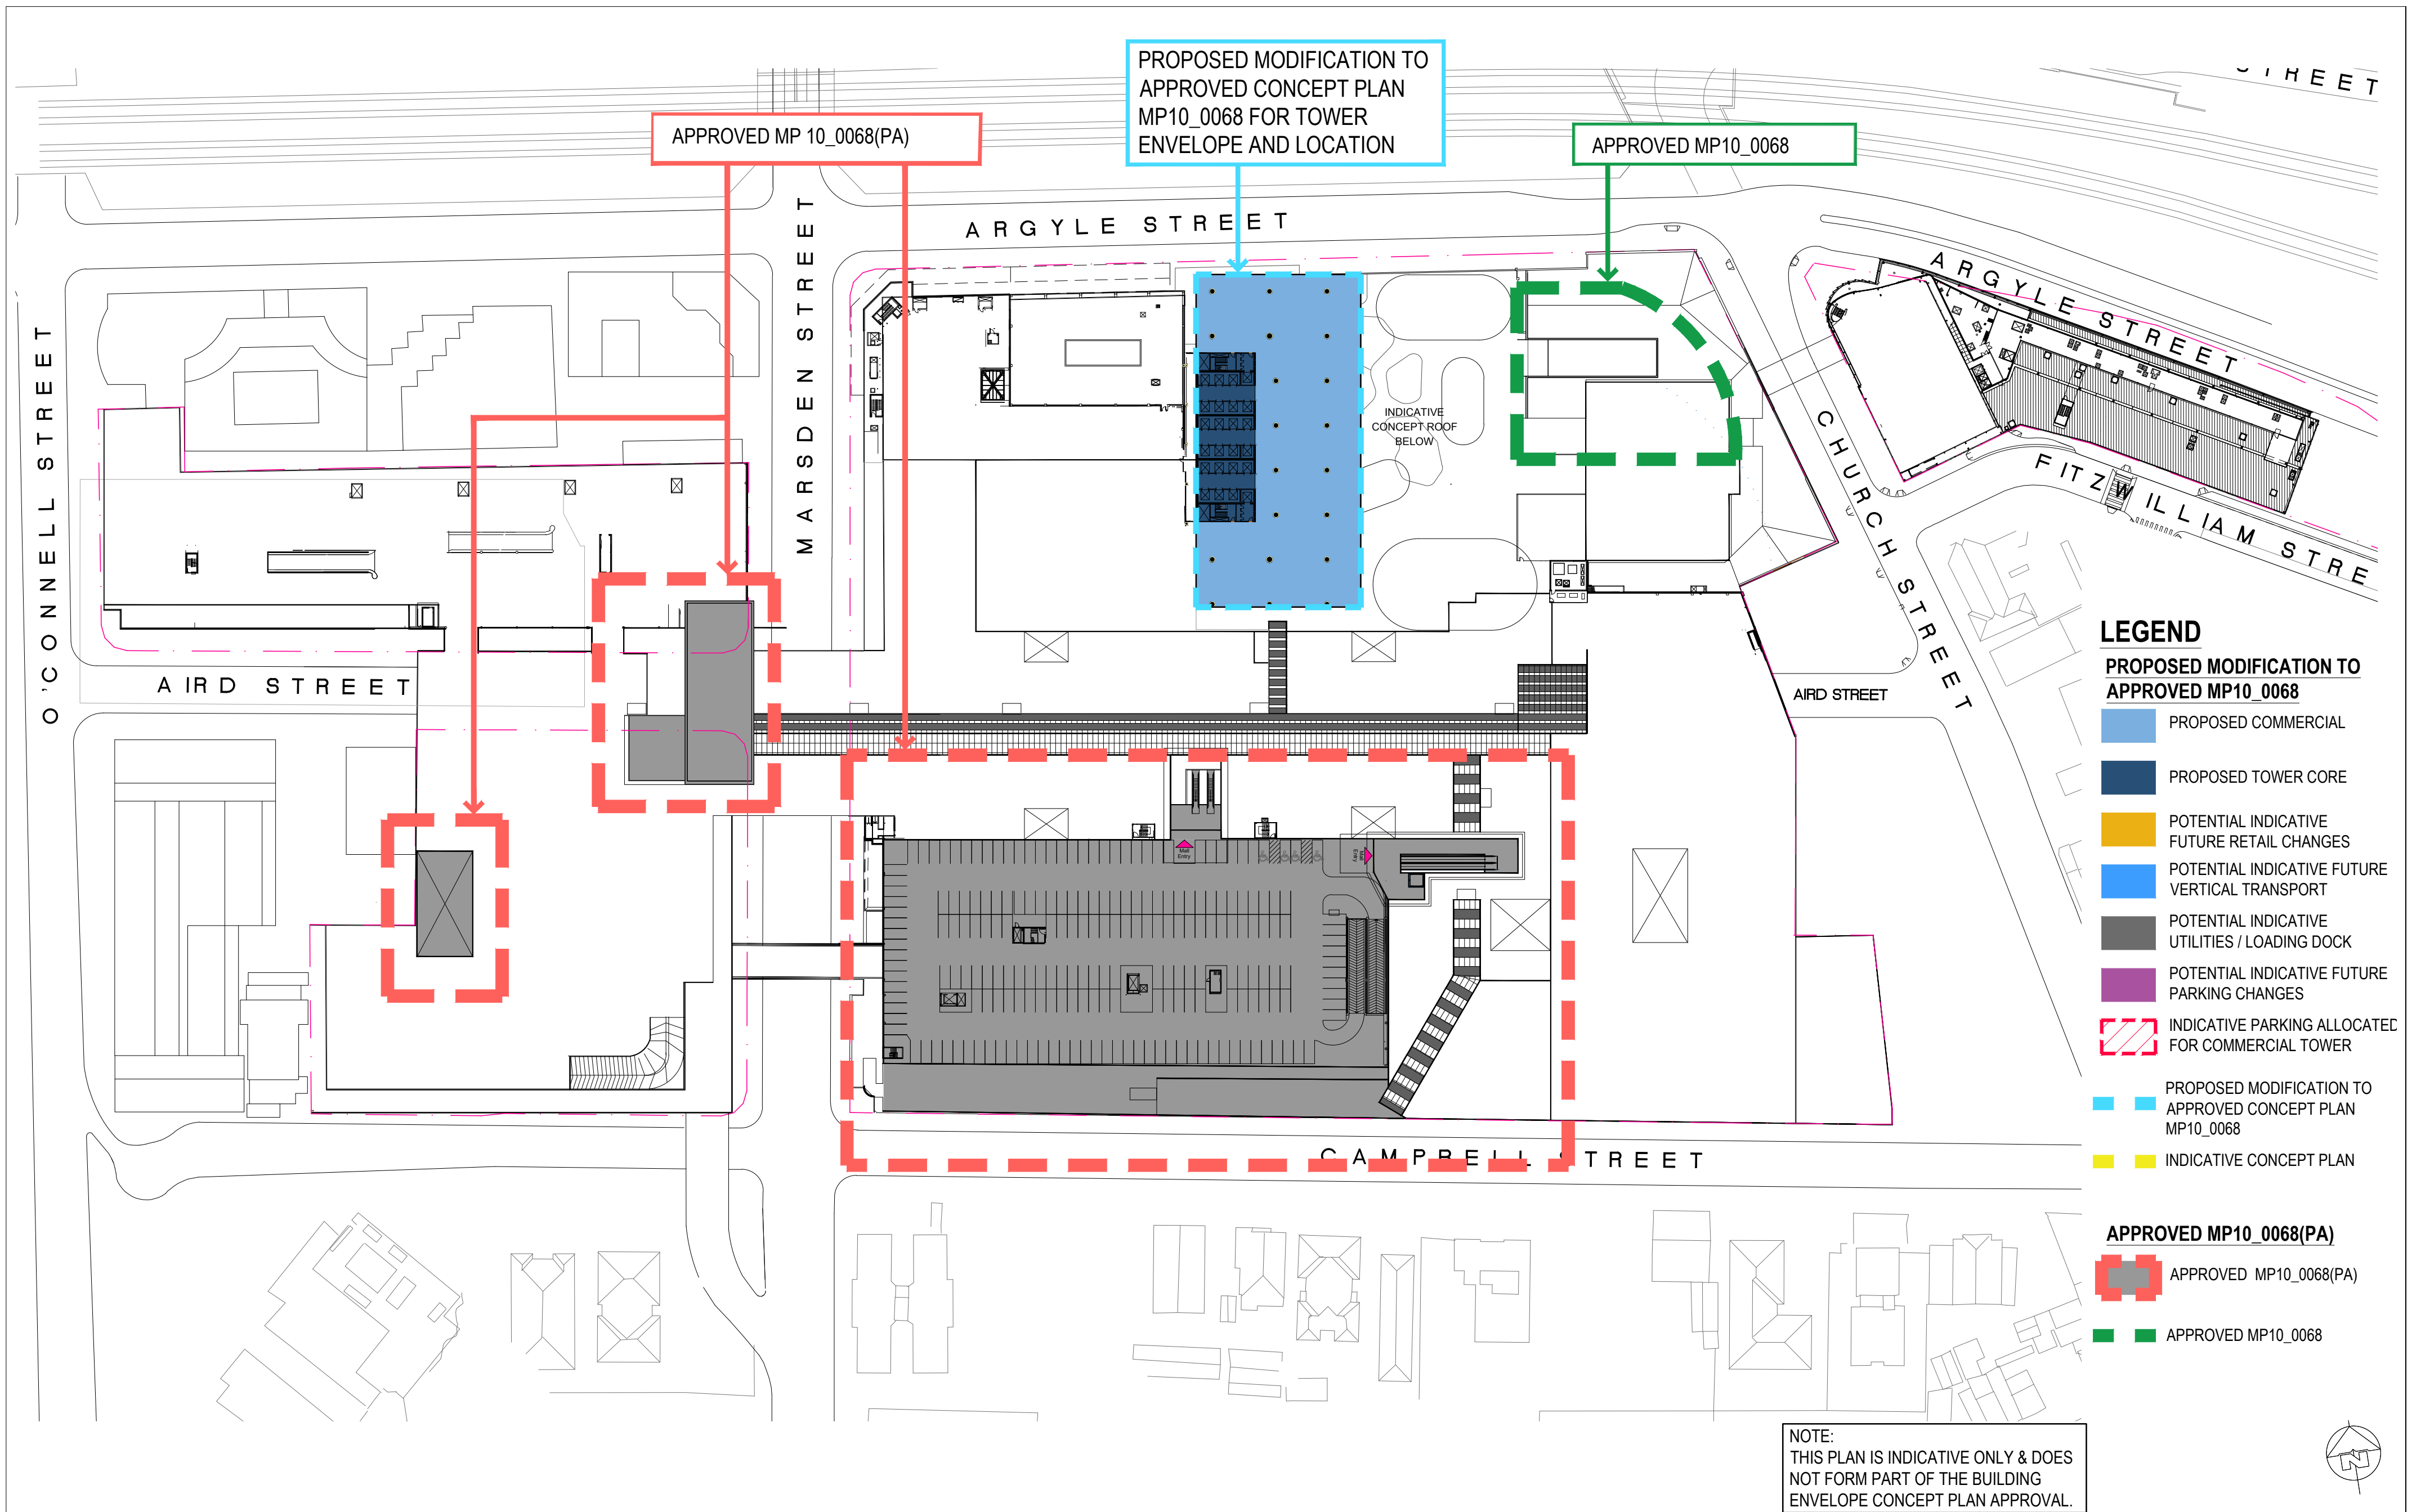 PROPOSED MODIFICATION TO
APPROVED CONCEPT PLAN
MP10_0068 FOR TOWER
ENVELOPE AND LOCATION
APPROVED MP 10_0068(PA)
APPROVED MP10_0068
STREET
ARGYLE STREET
MARSDEN STREET
O'CONNELL STREET
ARGYLE STREET
CHURCH STREET
FITZWILLIAM STRE
INDICATIVE
CONCEPT ROOF
BELOW
AIRD STREET
AIRD STREET
Mall
Entry
Mall
Entry
CAMPBELL STREET
LEGEND
PROPOSED MODIFICATION TO
APPROVED MP10_0068
PROPOSED COMMERCIAL
PROPOSED TOWER CORE
POTENTIAL INDICATIVE
FUTURE RETAIL CHANGES
POTENTIAL INDICATIVE FUTURE
VERTICAL TRANSPORT
POTENTIAL INDICATIVE
UTILITIES / LOADING DOCK
POTENTIAL INDICATIVE FUTURE
PARKING CHANGES
INDICATIVE PARKING ALLOCATED
FOR COMMERCIAL TOWER
PROPOSED MODIFICATION TO
APPROVED CONCEPT PLAN
MP10_0068
INDICATIVE CONCEPT PLAN
APPROVED MP10_0068(PA)
APPROVED MP10_0068(PA)
APPROVED MP10_0068
NOTE:
THIS PLAN IS INDICATIVE ONLY & DOES
NOT FORM PART OF THE BUILDING
ENVELOPE CONCEPT PLAN APPROVAL.
N